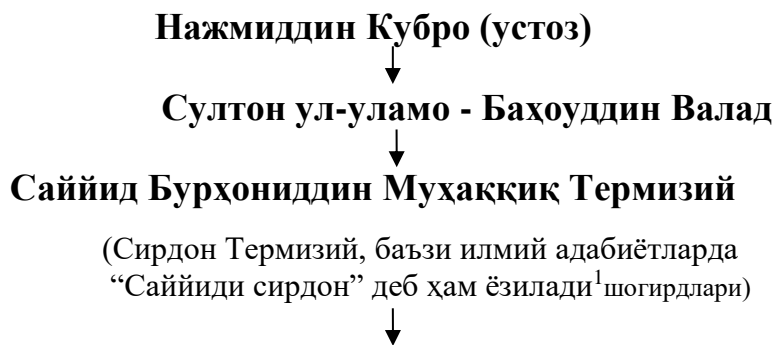 Нажмиддин Кубро (устоз)
Султон ул-уламо - Баҳоуддин Валад
Саййид Бурҳониддин Муҳаққиқ Термизий
(Сирдон Термизий, баъзи илмий адабиётларда
“Саййиди сирдон” деб ҳам ёзилади¹шогирдлари)